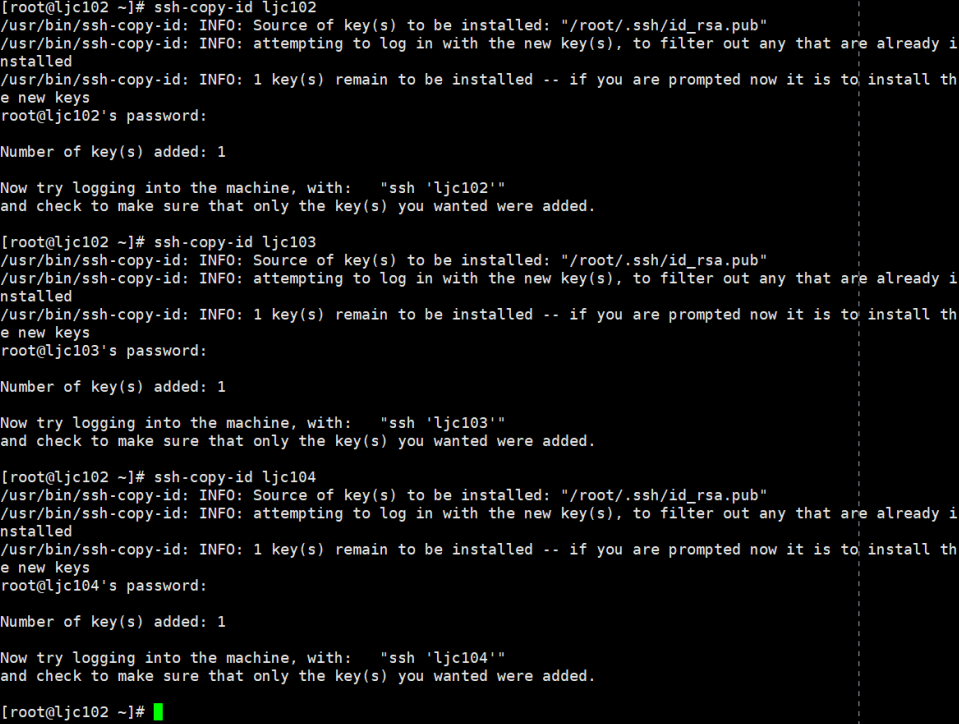 [root@ljc102 ~]# ssh-copy-id ljc102
/usr/bin/ssh-copy-id: INFO: Source of key(s) to be installed: "/root/.ssh/id_rsa.pub"
/usr/bin/ssh-copy-id: INFO: attempting to log in with the new key(s), to filter out any that are already i
nstalled
/usr/bin/ssh-copy-id: INFO: 1 key(s) remain to be installed -- if you are prompted now it is to install th
e new keys
root@ljc102's password:

Number of key(s) added: 1

Now try logging into the machine, with:   "ssh 'ljc102'"
and check to make sure that only the key(s) you wanted were added.

[root@ljc102 ~]# ssh-copy-id ljc103
/usr/bin/ssh-copy-id: INFO: Source of key(s) to be installed: "/root/.ssh/id_rsa.pub"
/usr/bin/ssh-copy-id: INFO: attempting to log in with the new key(s), to filter out any that are already i
nstalled
/usr/bin/ssh-copy-id: INFO: 1 key(s) remain to be installed -- if you are prompted now it is to install th
e new keys
root@ljc103's password:

Number of key(s) added: 1

Now try logging into the machine, with:   "ssh 'ljc103'"
and check to make sure that only the key(s) you wanted were added.

[root@ljc102 ~]# ssh-copy-id ljc104
/usr/bin/ssh-copy-id: INFO: Source of key(s) to be installed: "/root/.ssh/id_rsa.pub"
/usr/bin/ssh-copy-id: INFO: attempting to log in with the new key(s), to filter out any that are already i
nstalled
/usr/bin/ssh-copy-id: INFO: 1 key(s) remain to be installed -- if you are prompted now it is to install th
e new keys
root@ljc104's password:

Number of key(s) added: 1

Now try logging into the machine, with:   "ssh 'ljc104'"
and check to make sure that only the key(s) you wanted were added.

[root@ljc102 ~]#